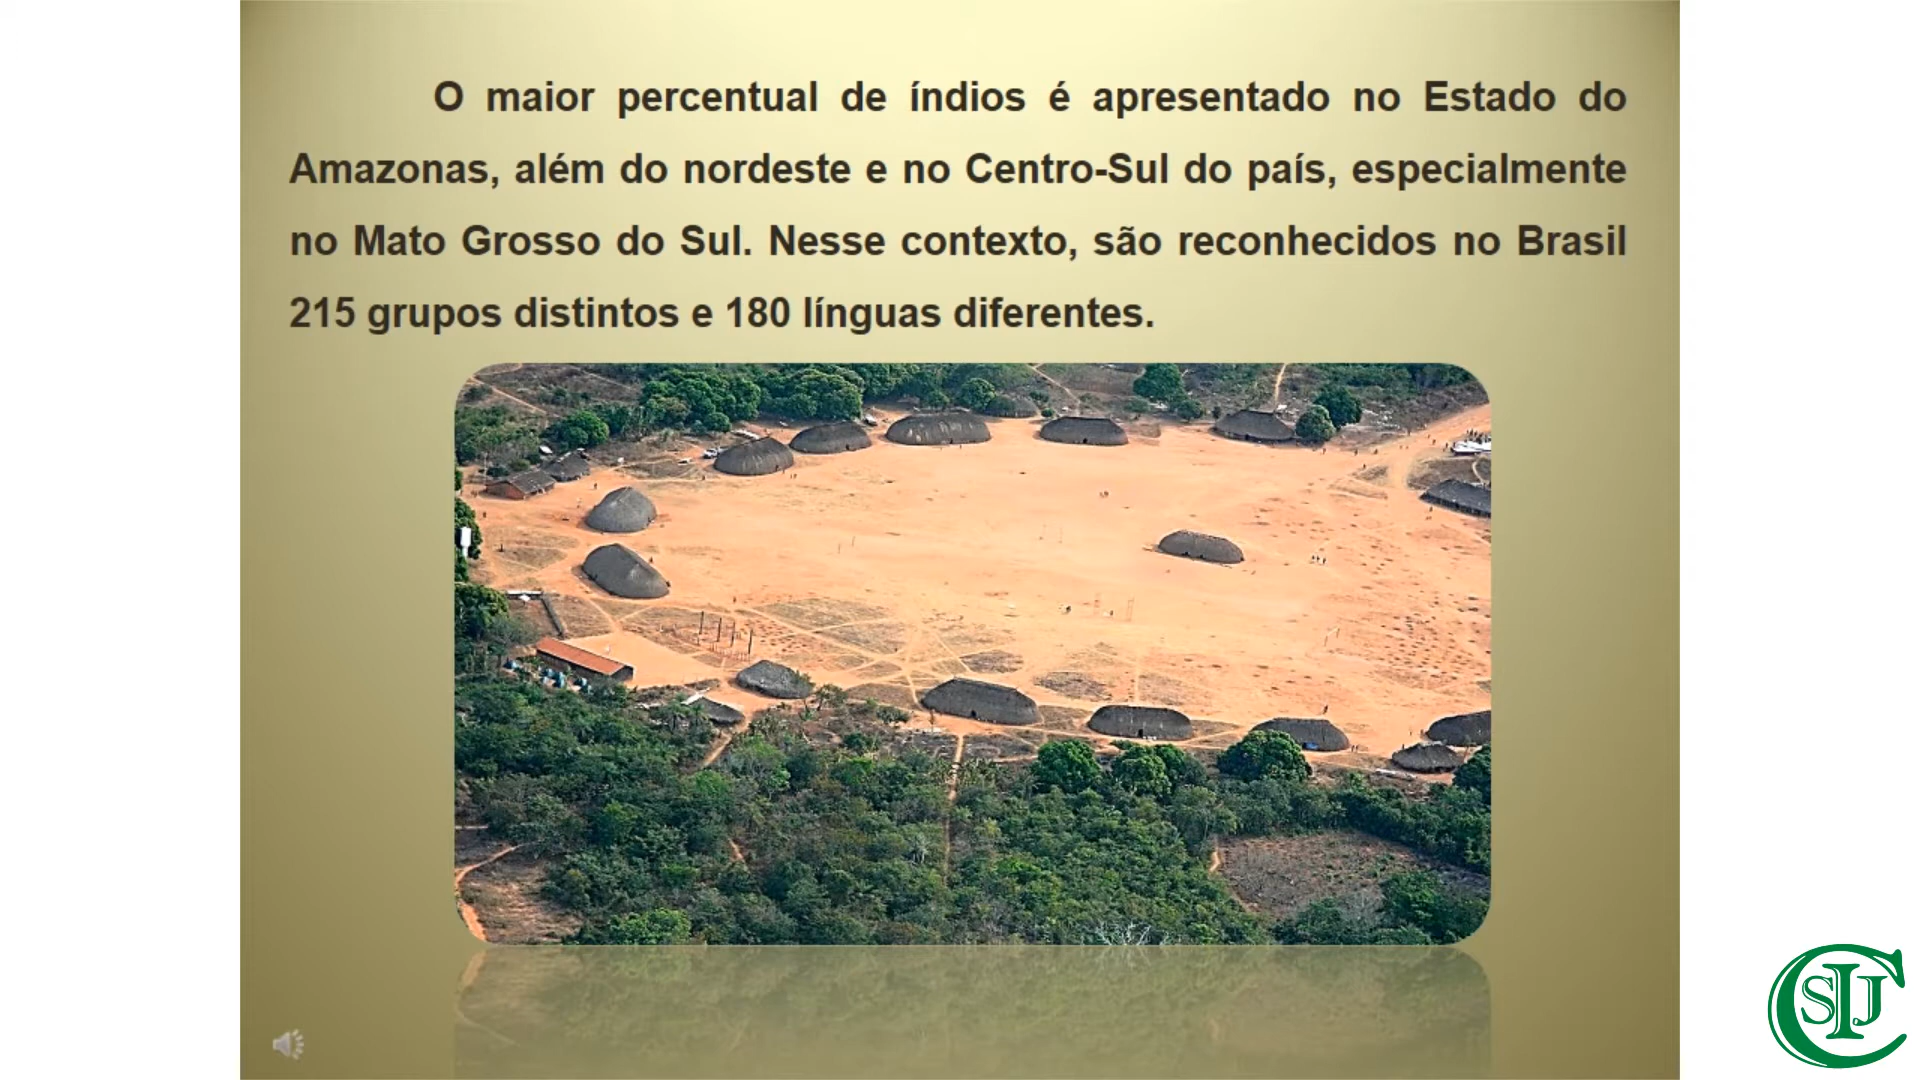 O maior percentual de índios é apresentado no Estado do
Amazonas, além do nordeste e no Centro-Sul do país, especialmente
no Mato Grosso do Sul. Nesse contexto, são reconhecidos no Brasil
215 grupos distintos e 180 línguas diferentes.
CSIJ